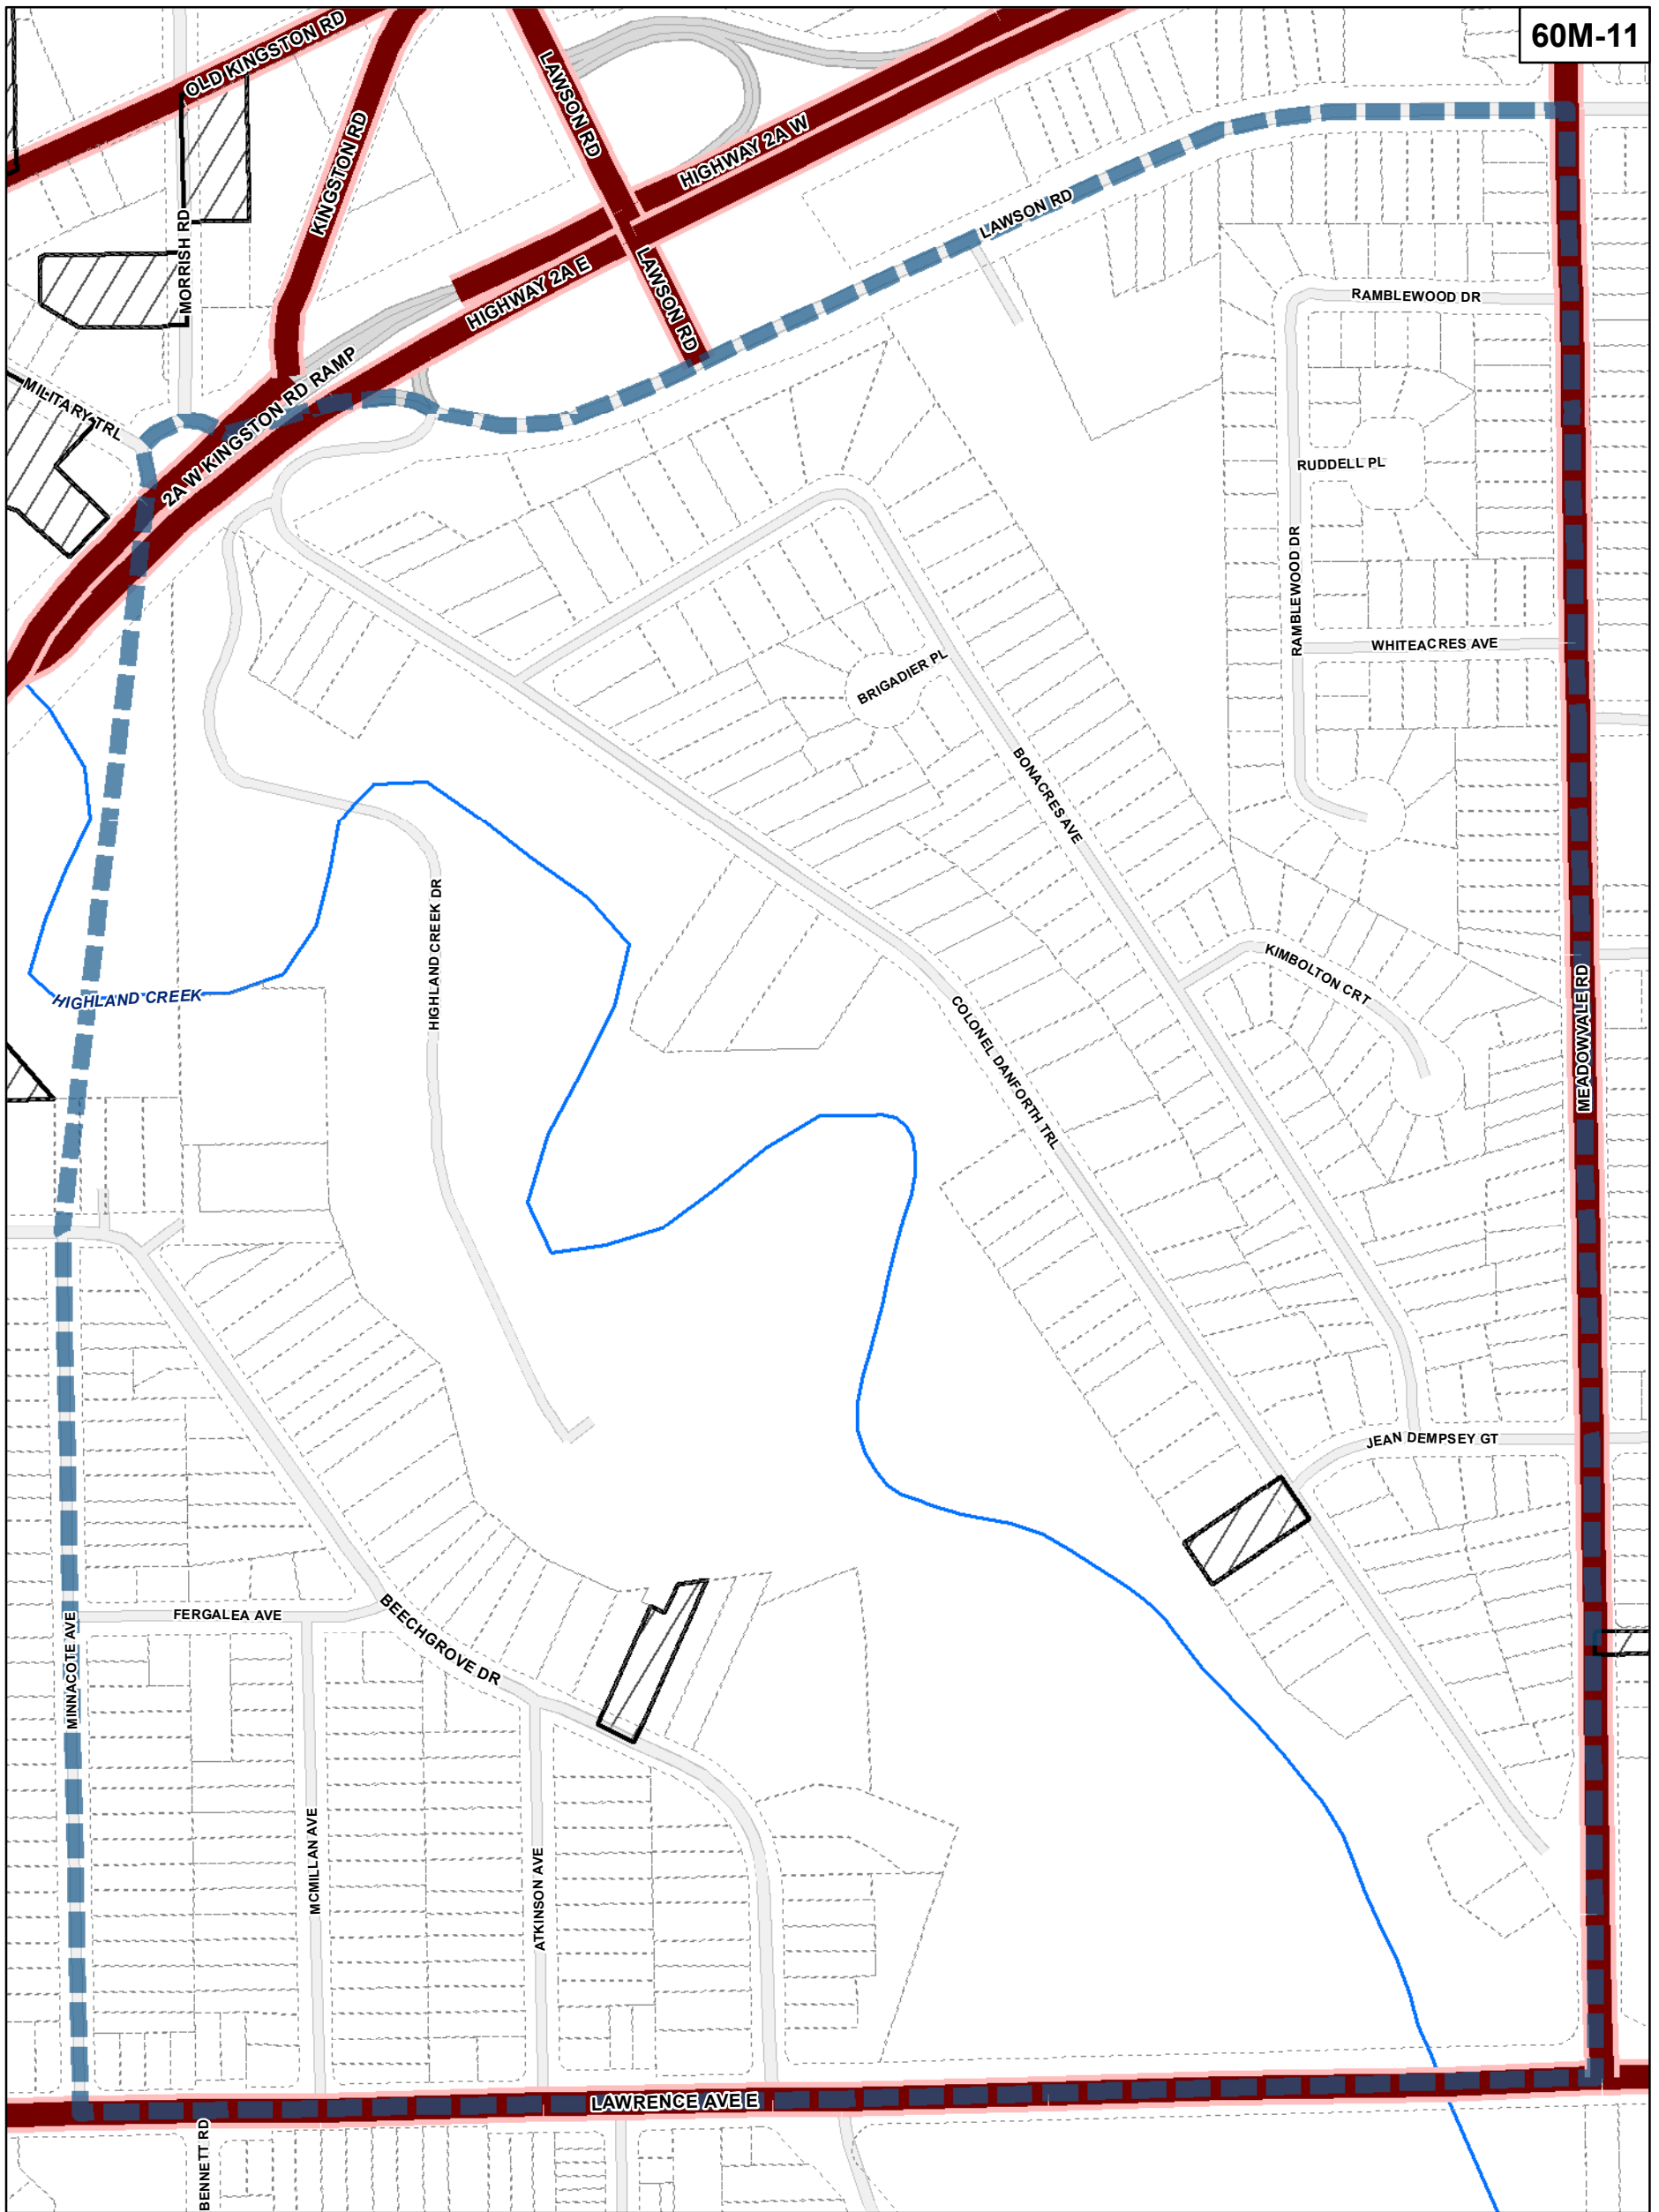 60M-11
OLD KINGSTON RD
KINGSTON RD
LAWSON RD
HIGHWAY 2A W
LAWSON RD
MORRISH RD
HIGHWAY 2A E
LAWSON RD
RAMBLEWOOD DR
MILITARY TRL
2A W KINGSTON RD RAMP
RUDDELL PL
RAMBLEWOOD DR
WHITEACRES AVE
BRIGADIER PL
BONACRES AVE
HIGHLAND CREEK DR
KIMBOLTON CRT
HIGHLAND CREEK
COLONEL DANFORTH TRL
MEADOWVALE RD
JEAN DEMPSEY GT
FERGALEA AVE
BEECHGROVE DR
MINNACOTE AVE
MCMILLAN AVE
ATKINSON AVE
LAWRENCE AVE E
BENNETT RD